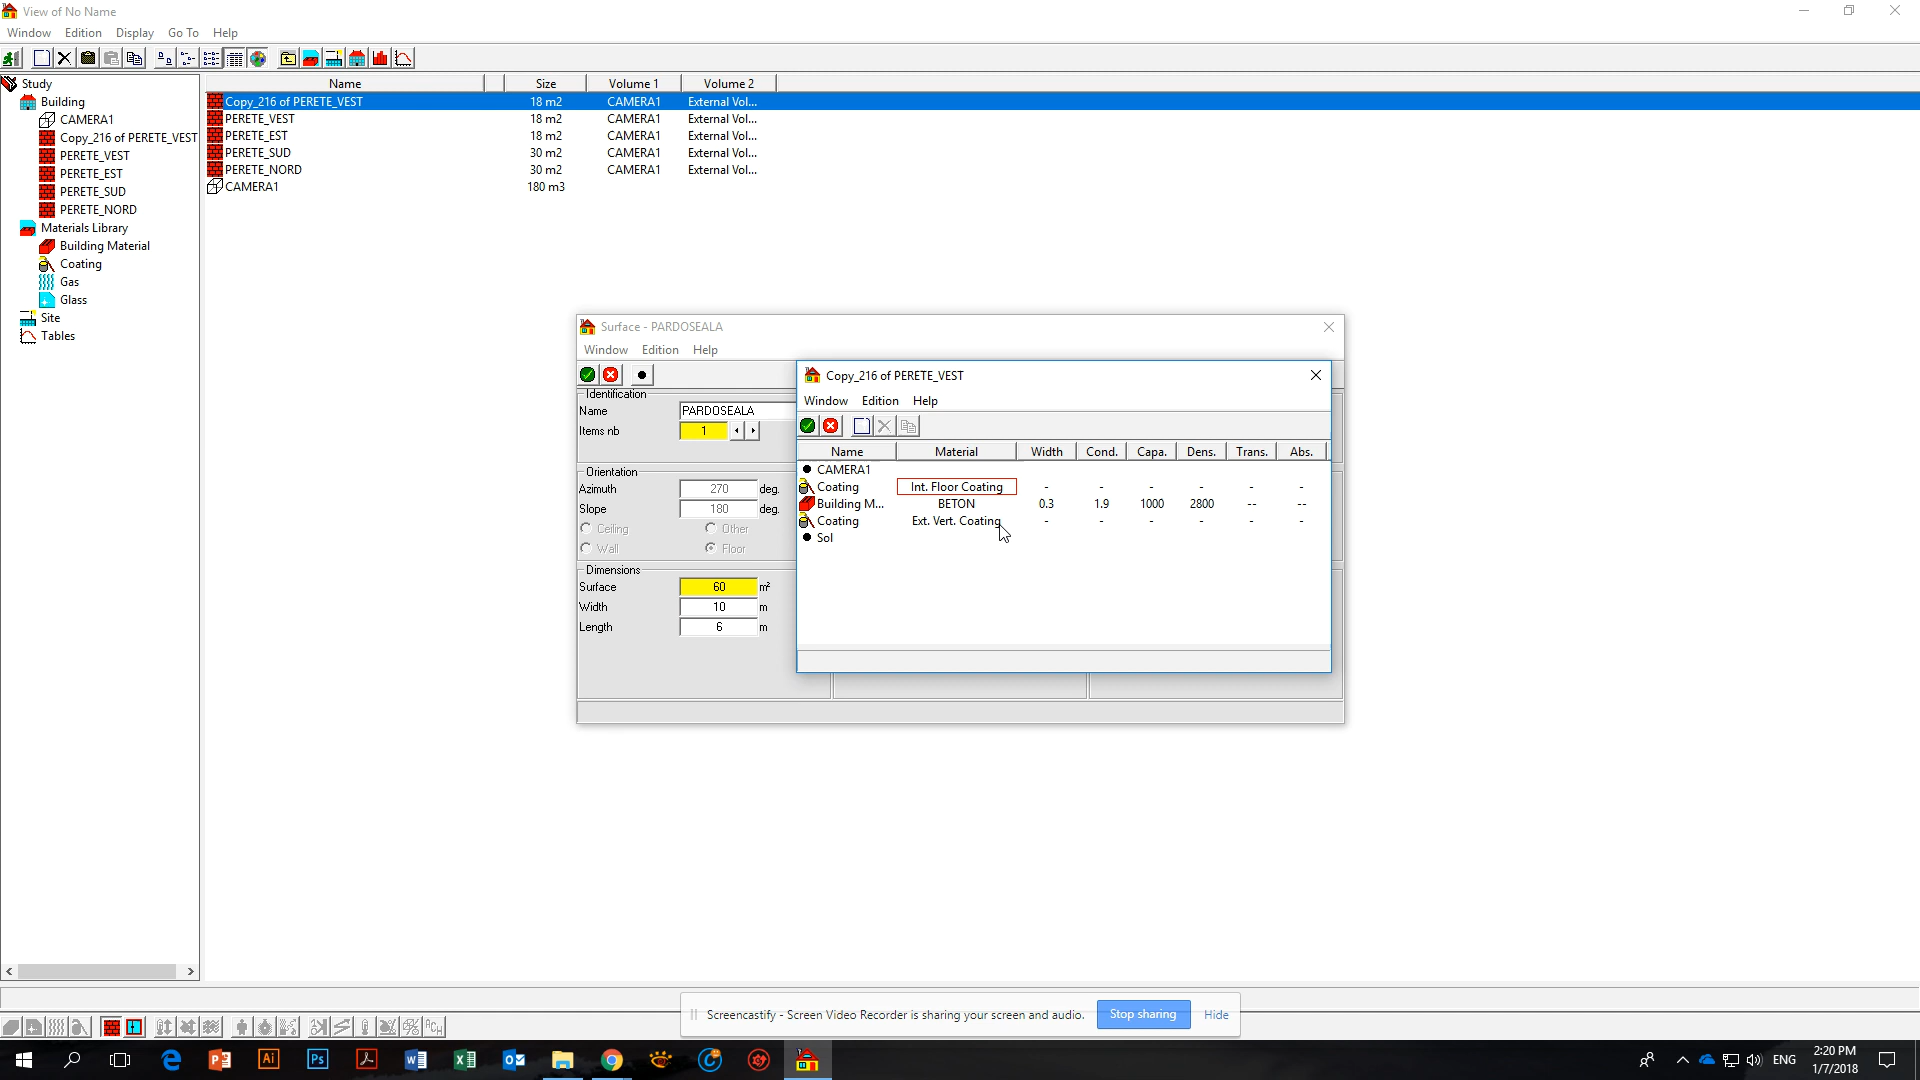 View of No Name
Window Edition Display Go To Help
Study
Building
CAMERA1
Copy_216 of PERETE_VEST
PERETE_VEST
PERETE_EST
PERETE_SUD
PERETE_NORD
Materials Library
Building Material
Coating
Gas
Glass
Site
Tables
Name Size Volume 1 Volume 2
Copy_216 of PERETE_VEST 18 m2 CAMERA1 External Vol...
PERETE_VEST 18 m2 CAMERA1 External Vol...
PERETE_EST 18 m2 CAMERA1 External Vol...
PERETE_SUD 30 m2 CAMERA1 External Vol...
PERETE_NORD 30 m2 CAMERA1 External Vol...
CAMERA1 180 m3
Surface - PARDOSEALA
Window Edition Help
Identification
Name PARDOSEALA
Items nb 1
Orientation
Azimuth 270 deg.
Slope 180 deg.
Ceiling Other
Wall Floor
Dimensions
Surface 60 m²
Width 10 m
Length 6 m
Copy_216 of PERETE_VEST
Window Edition Help
Name Material Width Cond. Capa. Dens. Trans. Abs.
CAMERA1
Coating Int. Floor Coating - - - - - -
Building M... BETON 0.3 1.9 1000 2800 -- --
Coating Ext. Vert. Coating - - - - - -
Sol
Screencastify - Screen Video Recorder is sharing your screen and audio. Stop sharing Hide
ACH
ENG
2:20 PM
1/7/2018